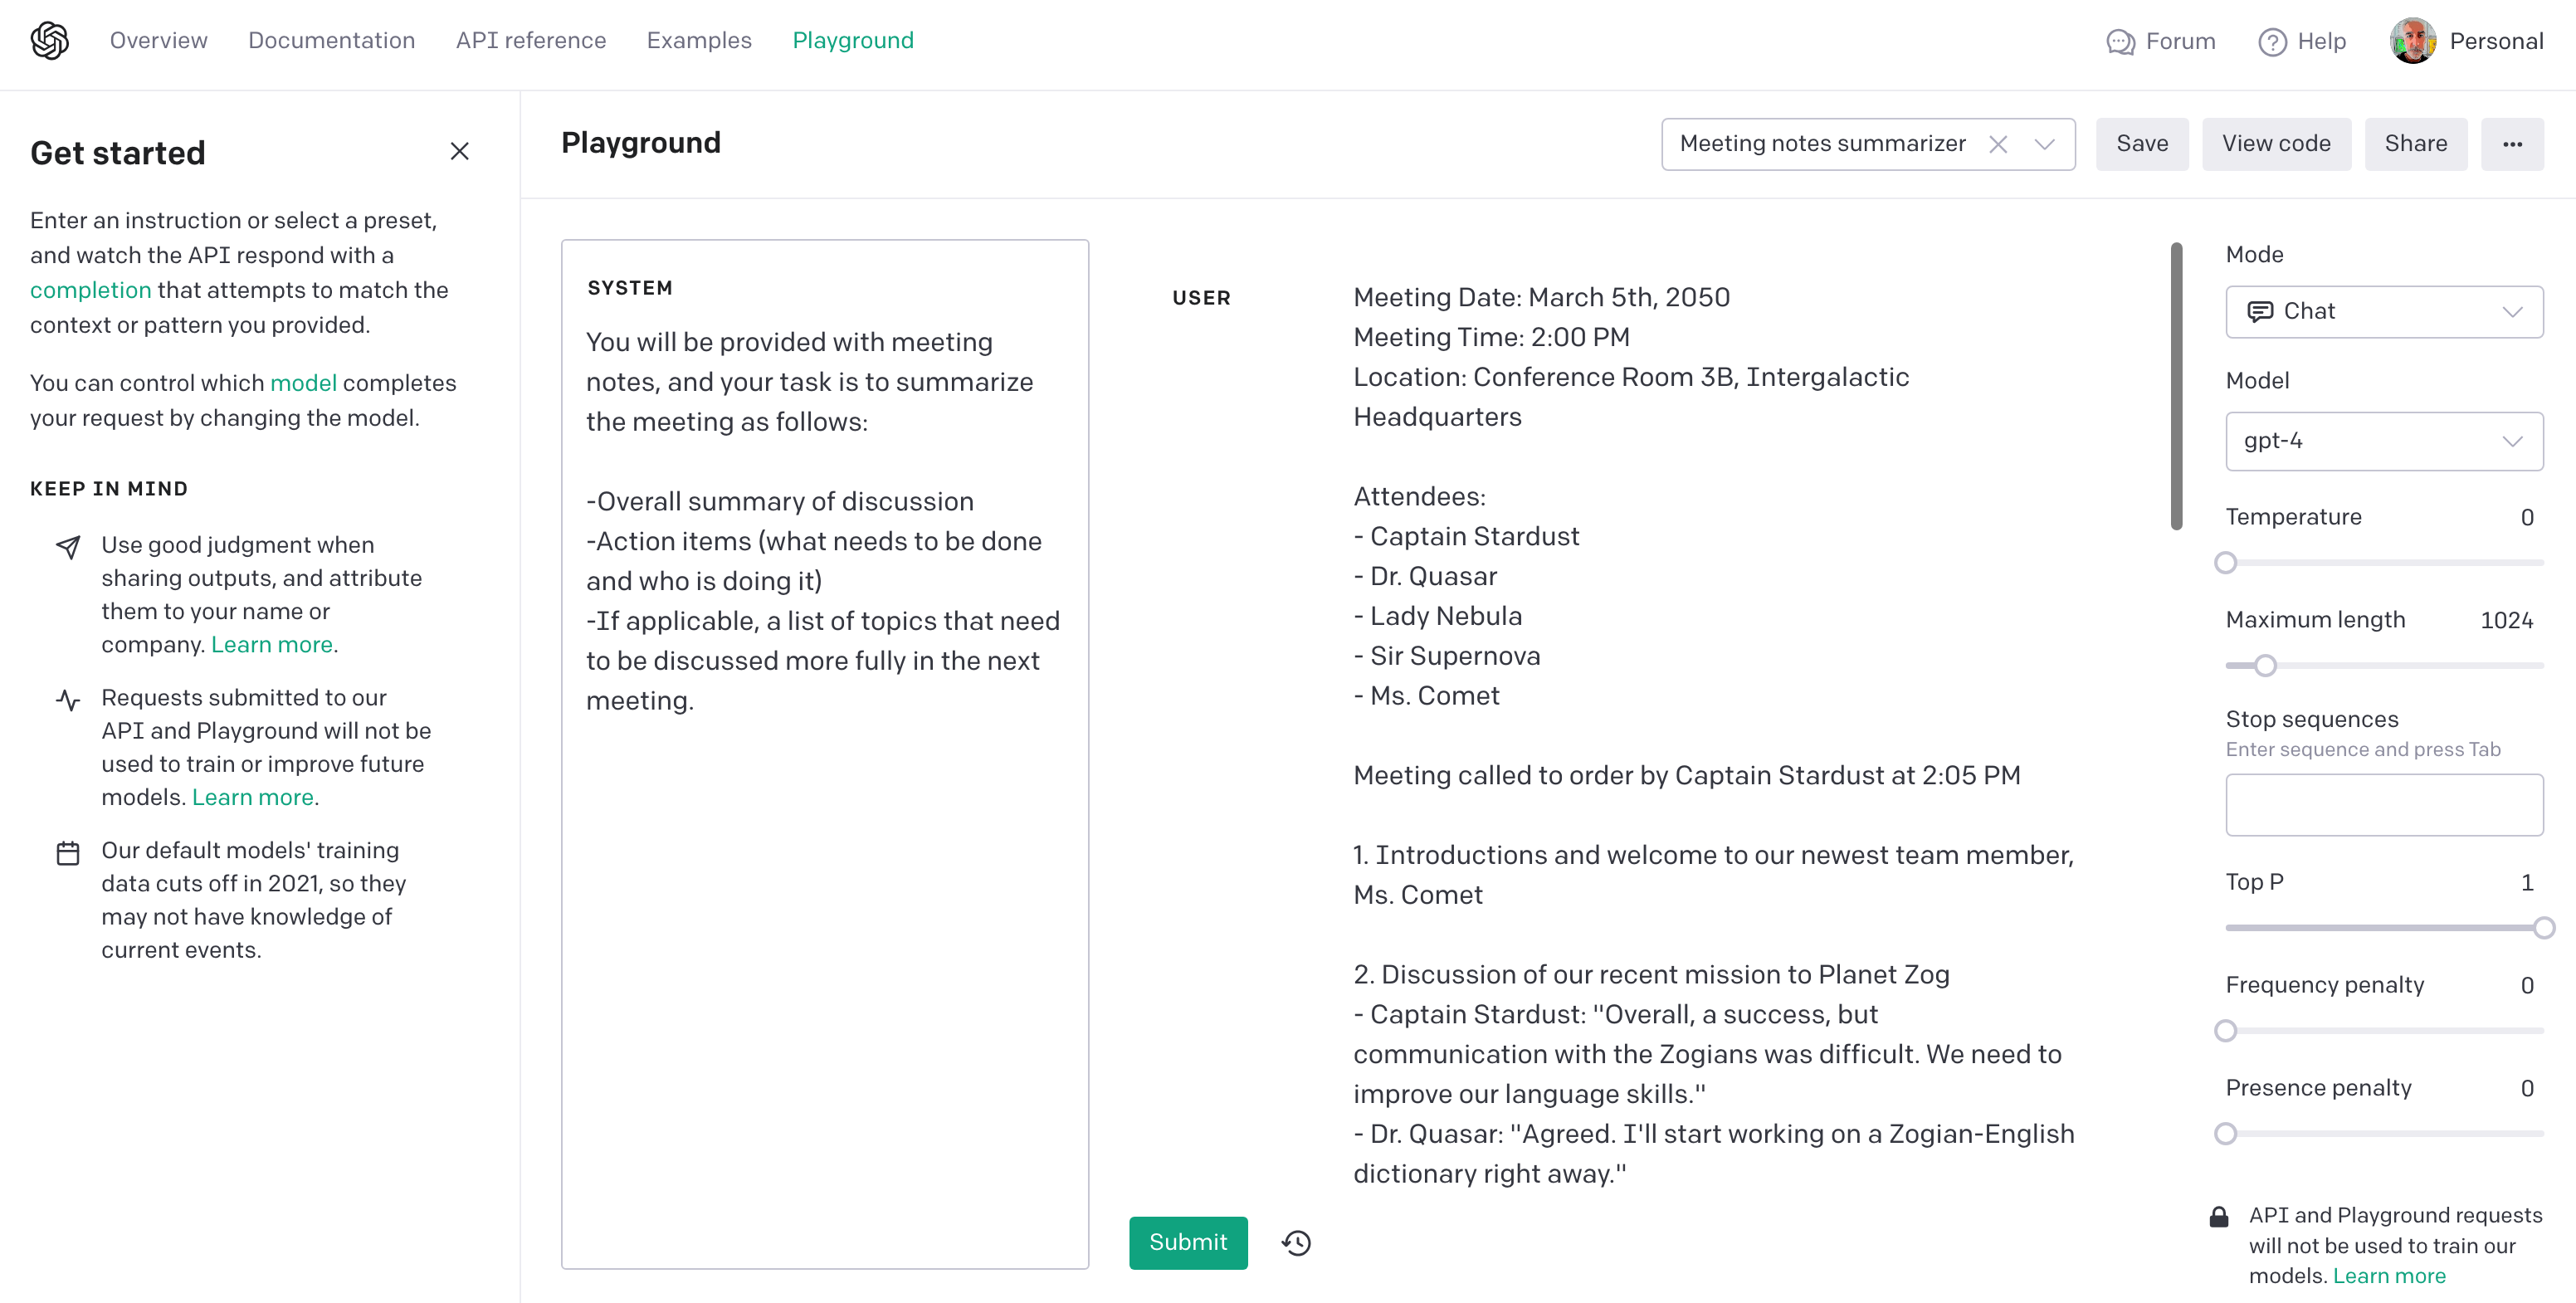 Overview Documentation API reference Examples Playground Forum Help Personal
Get started
Enter an instruction or select a preset,
and watch the API respond with a
completion that attempts to match the
context or pattern you provided.
You can control which model completes
your request by changing the model.
KEEP IN MIND
Use good judgment when
sharing outputs, and attribute
them to your name or
company. Learn more.
Requests submitted to our
API and Playground will not be
used to train or improve future
models. Learn more.
Our default models' training
data cuts off in 2021, so they
may not have knowledge of
current events.
Playground
Meeting notes summarizer
Save
View code
Share
...
SYSTEM
You will be provided with meeting
notes, and your task is to summarize
the meeting as follows:
-Overall summary of discussion
-Action items (what needs to be done
and who is doing it)
-If applicable, a list of topics that need
to be discussed more fully in the next
meeting.
USER
Meeting Date: March 5th, 2050
Meeting Time: 2:00 PM
Location: Conference Room 3B, Intergalactic
Headquarters
Attendees:
- Captain Stardust
- Dr. Quasar
- Lady Nebula
- Sir Supernova
- Ms. Comet
Meeting called to order by Captain Stardust at 2:05 PM
1. Introductions and welcome to our newest team member,
Ms. Comet
2. Discussion of our recent mission to Planet Zog
- Captain Stardust: "Overall, a success, but
communication with the Zogians was difficult. We need to
improve our language skills."
- Dr. Quasar: "Agreed. I'll start working on a Zogian-English
dictionary right away."
Submit
Mode
Chat
Model
gpt-4
Temperature 0
Maximum length 1024
Stop sequences
Enter sequence and press Tab
Top P 1
Frequency penalty 0
Presence penalty 0
API and Playground requests
will not be used to train our
models. Learn more